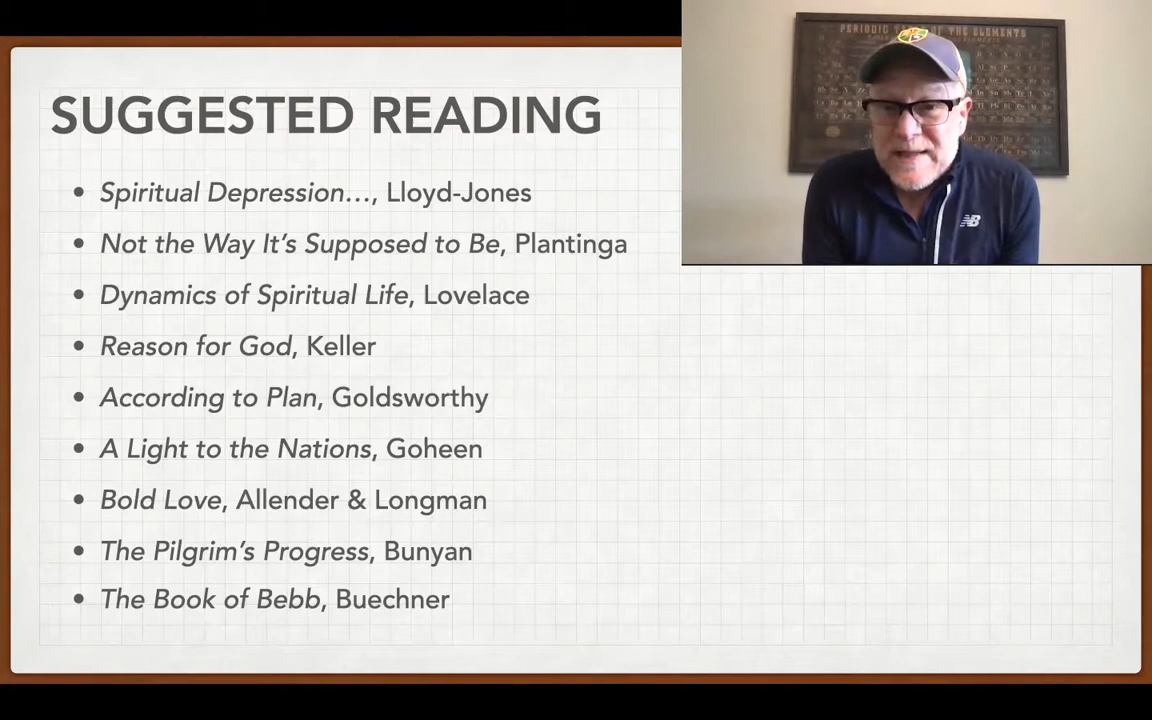 SUGGESTED READING
• Spiritual Depression…, Lloyd-Jones
• Not the Way It's Supposed to Be, Plantinga
• Dynamics of Spiritual Life, Lovelace
• Reason for God, Keller
• According to Plan, Goldsworthy
• A Light to the Nations, Goheen
• Bold Love, Allender & Longman
• The Pilgrim's Progress, Bunyan
• The Book of Bebb, Buechner
PERIODIC OF THE ELEMENTS
NB